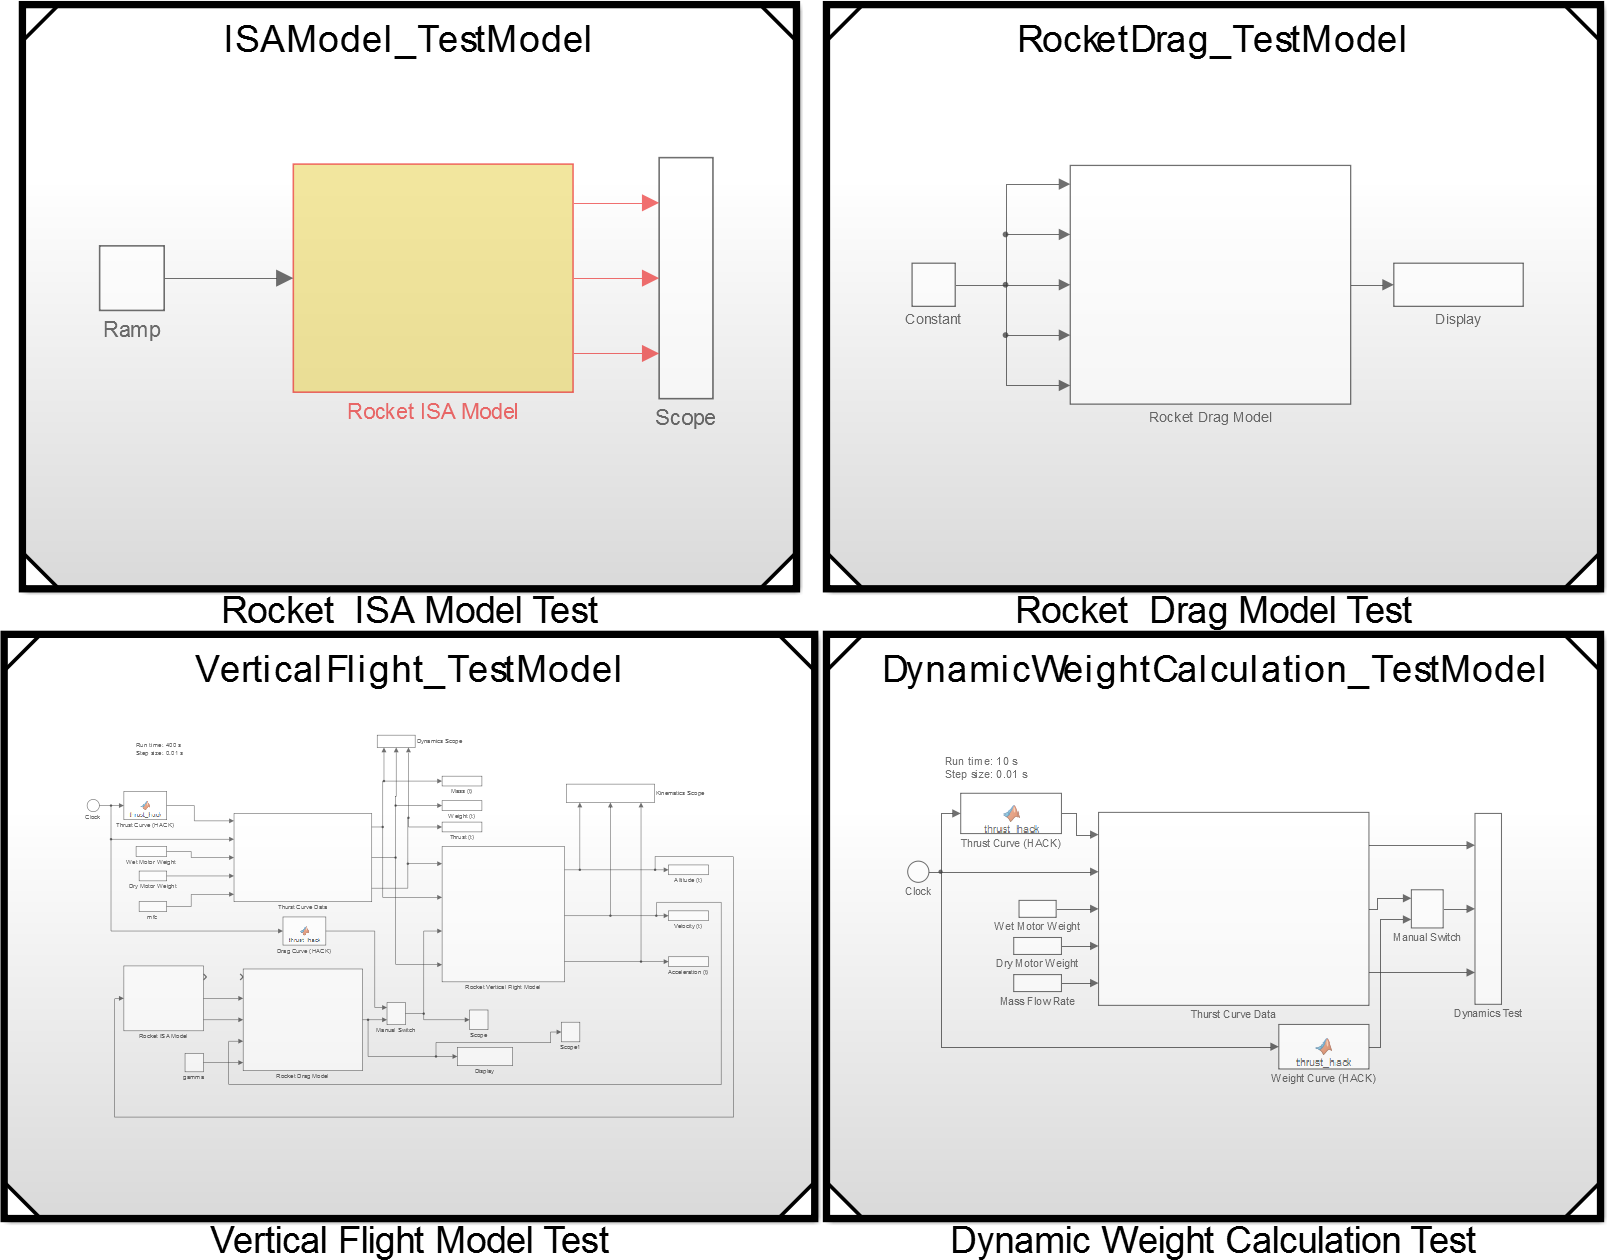 ISAModel_TestModel
Ramp
Rocket ISA Model
Scope
Rocket ISA Model Test
RocketDrag_TestModel
Constant
Rocket Drag Model
Display
Rocket Drag Model Test
VerticalFlight_TestModel
Run time: 400 s
Step size: 0.01 s
Dynamics Scope
Mass (t)
Weight (t)
Thrust (t)
Kinematics Scope
Clock
thrust_hack
Thrust Curve (HACK)
Wet Motor Weight
Dry Motor Weight
mfc
Thurst Curve Data
thrust_hack
Drag Curve (HACK)
Altitude (t)
Velocity (t)
Acceleration (t)
Rocket Vertical Flight Model
Rocket ISA Model
gamma
Rocket Drag Model
Manual Switch
Scope
Scope1
Display
Vertical Flight Model Test
DynamicWeightCalculation_TestModel
Run time: 10 s
Step size: 0.01 s
thrust_hack
Thrust Curve (HACK)
Clock
Wet Motor Weight
Dry Motor Weight
Mass Flow Rate
Thurst Curve Data
Manual Switch
Dynamics Test
thrust_hack
Weight Curve (HACK)
Dynamic Weight Calculation Test